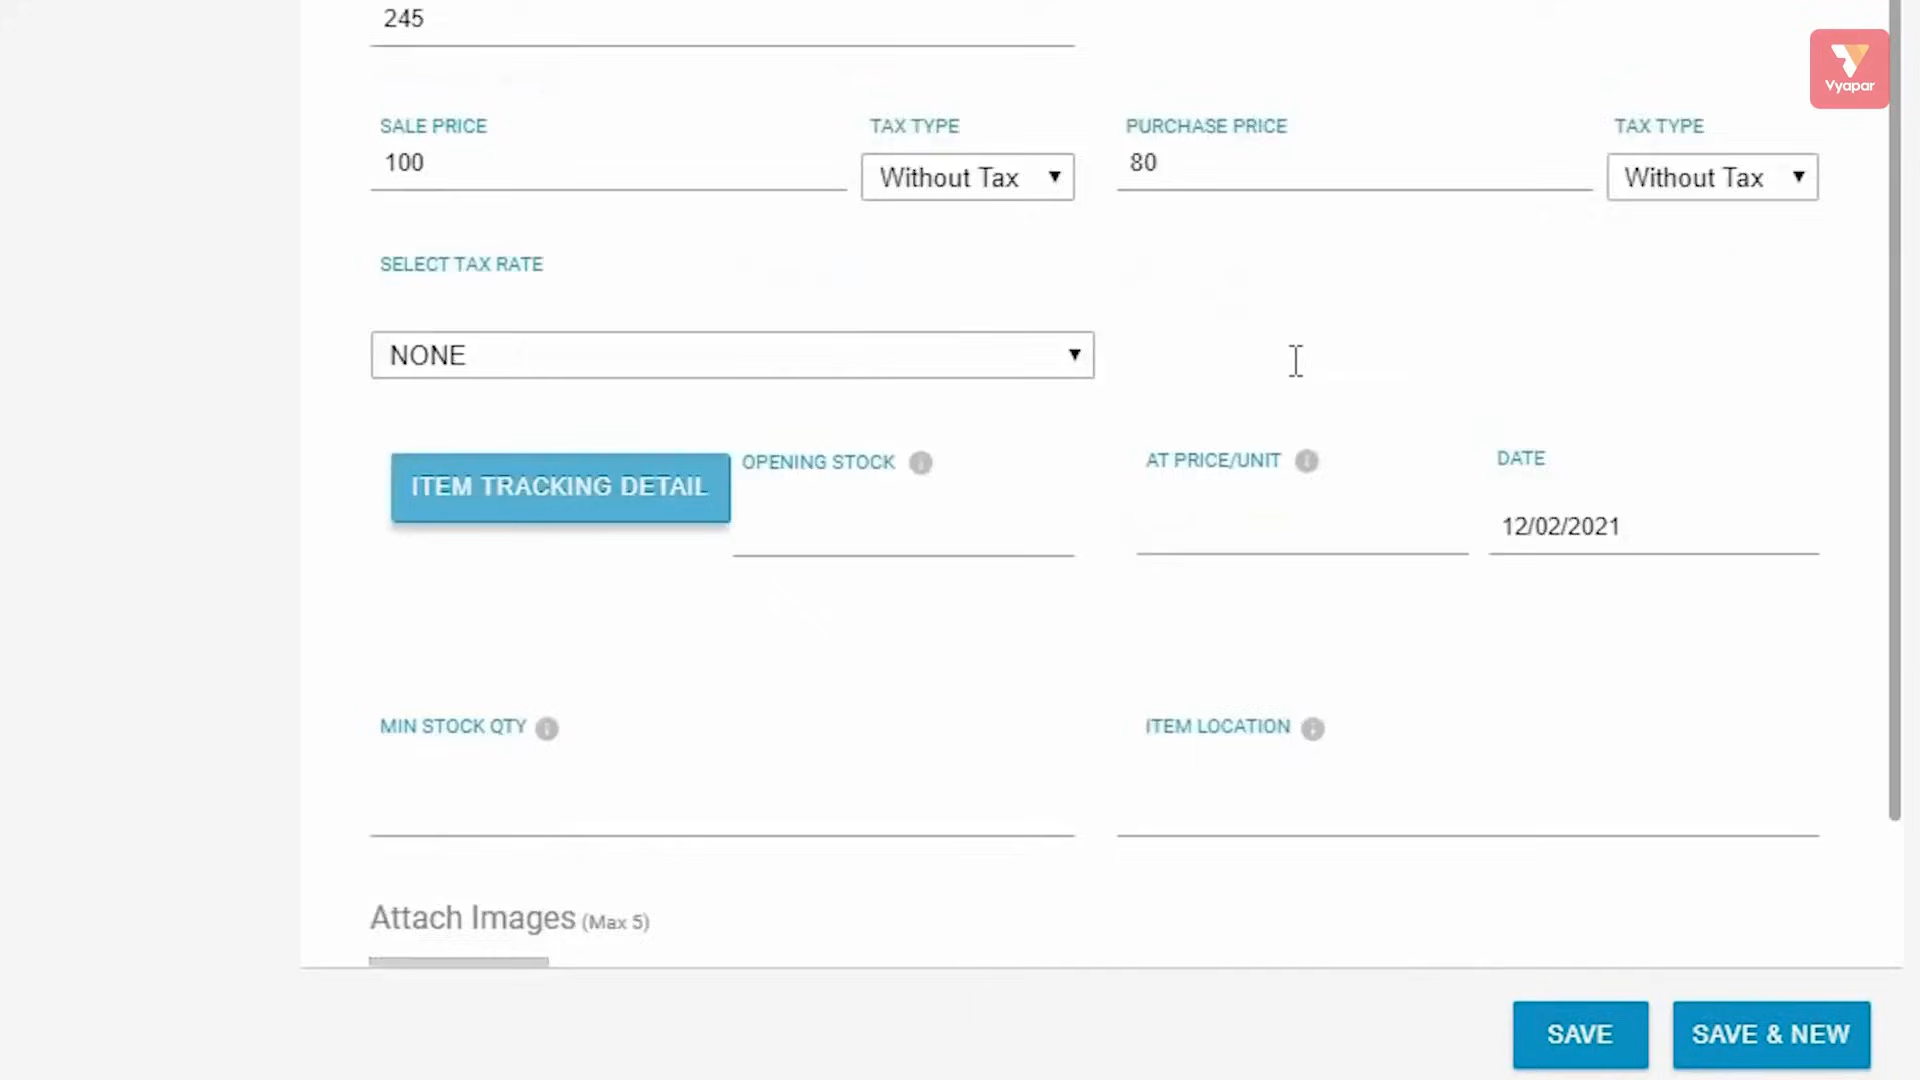 245
Vyapar
SALE PRICE TAX TYPE PURCHASE PRICE TAX TYPE
100 Without Tax 80 Without Tax
SELECT TAX RATE
NONE
ITEM TRACKING DETAIL OPENING STOCK AT PRICE/UNIT DATE
12/02/2021
MIN STOCK QTY ITEM LOCATION
Attach Images (Max 5)
SAVE SAVE & NEW